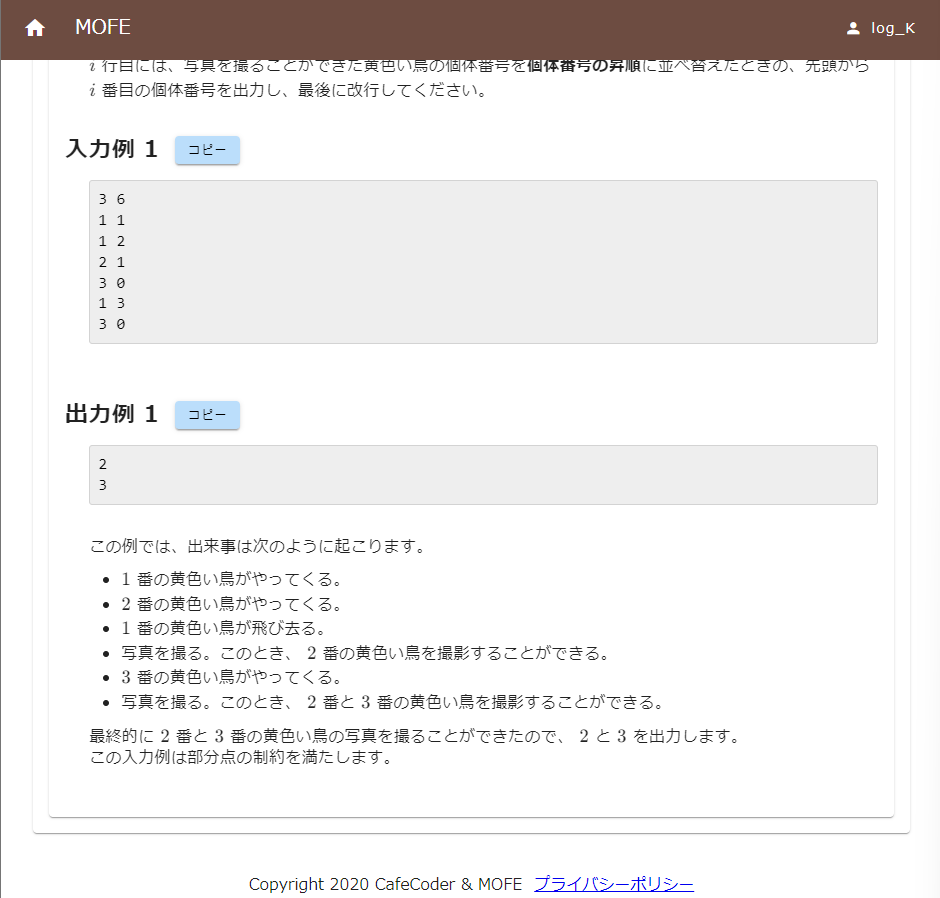 MOFE
log_K
i 行目には、写真を撮ることができた黄色い鳥の個体番号を個体番号の昇順に並べ替えたときの、先頭から
i 番目の個体番号を出力し、最後に改行してください。
入力例 1 コピー
3 6
1 1
1 2
2 1
3 0
1 3
3 0
出力例 1 コピー
2
3
この例では、出来事は次のように起こります。
• 1 番の黄色い鳥がやってくる。
• 2 番の黄色い鳥がやってくる。
• 1 番の黄色い鳥が飛び去る。
• 写真を撮る。このとき、 2 番の黄色い鳥を撮影することができる。
• 3 番の黄色い鳥がやってくる。
• 写真を撮る。このとき、 2 番と 3 番の黄色い鳥を撮影することができる。
最終的に 2 番と 3 番の黄色い鳥の写真を撮ることができたので、 2 と 3 を出力します。
この入力例は部分点の制約を満たします。
Copyright 2020 CafeCoder & MOFE プライバシーポリシー